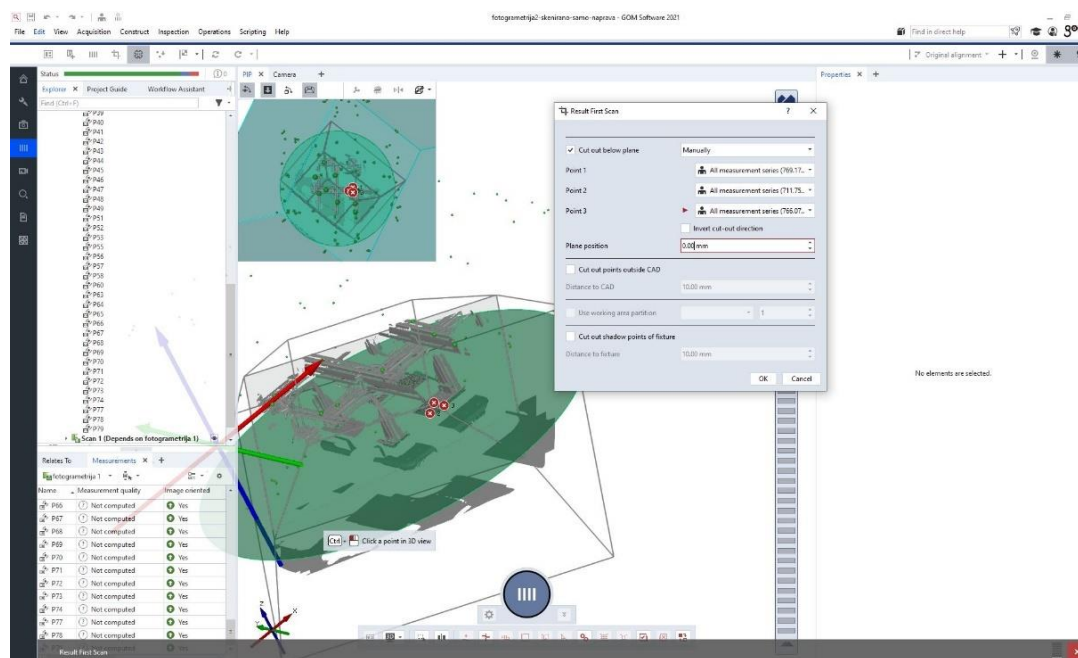 fotogrametrija2-skenirana-samo-naprava - GOM Software 2021
File Edit View Acquisition Construct Inspection Operations Scripting Help
Find in direct help
Original alignment
Status
0
PIP
Camera
Properties
Explorer
Project Guide
Workflow Assistant
Find (Ctrl+F)
P39
P40
P41
P42
P43
P44
P45
P46
P47
P48
P49
P51
P52
P53
P55
P56
P57
P58
P60
P63
P64
P65
P66
P67
P68
P69
P70
P71
P72
P73
P74
P77
P78
P79
Scan 1 (Depends on fotogrametrija 1)
Relates To
Measurements
fotogrametrija 1
Name
Measurement quality
Image oriented
P66 Not computed Yes
P67 Not computed Yes
P68 Not computed Yes
P69 Not computed Yes
P70 Not computed Yes
P71 Not computed Yes
P72 Not computed Yes
P73 Not computed Yes
P74 Not computed Yes
P77 Not computed Yes
P78 Not computed Yes
Result First Scan
Cut out below plane Manually
Point 1 All measurement series (769.17...
Point 2 All measurement series (711.75...
Point 3 All measurement series (766.07...
Invert cut-out direction
Plane position 0.00 mm
Cut out points outside CAD
Distance to CAD 10.00 mm
Use working area partition 1
Cut out shadow points of fixture
Distance to fixture 10.00 mm
OK Cancel
No elements are selected.
Ctrl + Click a point in 3D view
Z
X
Result First Scan